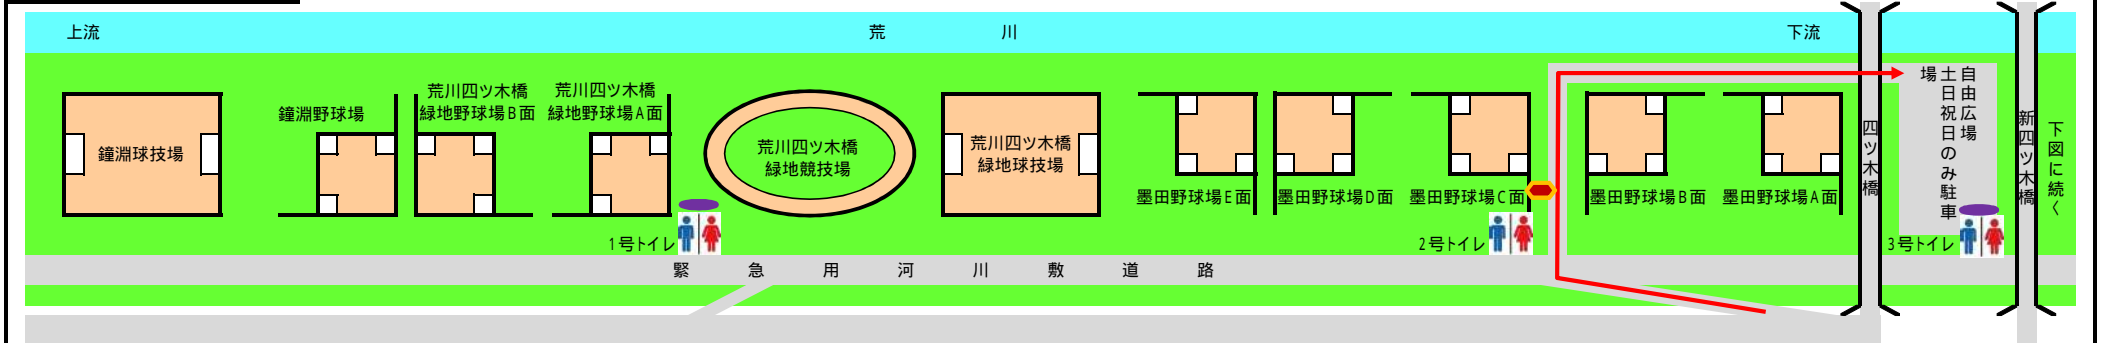 上流
荒川
下流
鐘淵球技場
鐘淵野球場
荒川四ツ木橋
緑地野球場B面
荒川四ツ木橋
緑地野球場A面
荒川四ツ木橋
緑地競技場
荒川四ツ木橋
緑地球技場
墨田野球場E面
墨田野球場D面
墨田野球場C面
墨田野球場B面
墨田野球場A面
四ツ木橋
自由広場
土日祝日のみ駐車
場
新四ツ木橋
下図に続く
1号トイレ
2号トイレ
3号トイレ
緊急用河川敷道路